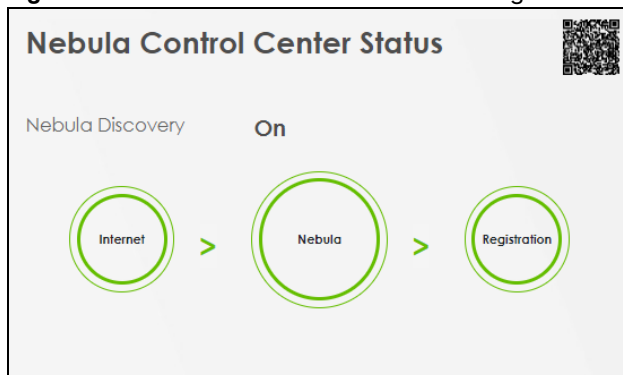 Nebula Control Center Status
Nebula Discovery On
Internet > Nebula > Registration